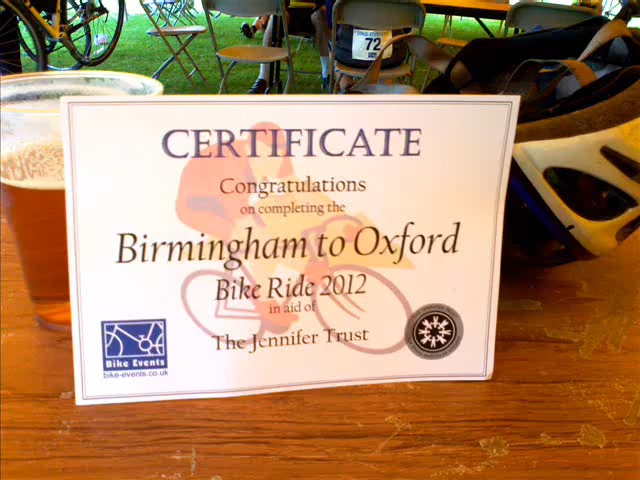 72
CERTIFICATE
Congratulations
on completing the
Birmingham to Oxford
Bike Ride 2012
in aid of
The Jennifer Trust
Bike Events
bike-events.co.uk